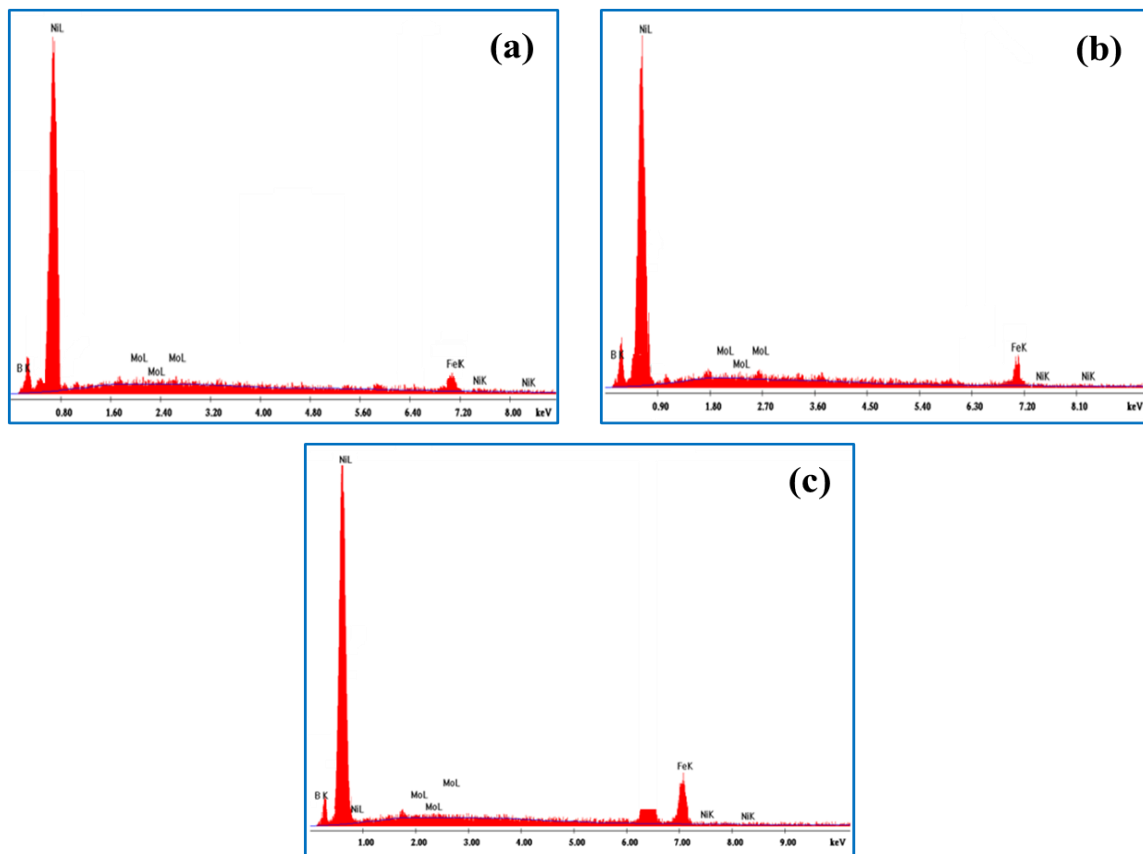 (a)
NiL
B K
MoL
MoL
MoL
FeK
NiK
NiK
0.80 1.60 2.40 3.20 4.00 4.80 5.60 6.40 7.20 8.00 keV
(b)
NiL
B K
MoL
MoL
MoL
FeK
NiK
NiK
0.90 1.80 2.70 3.60 4.50 5.40 6.30 7.20 8.10 keV
(c)
NiL
B K
NiL
MoL
MoL
MoL
FeK
NiK
NiK
1.00 2.00 3.00 4.00 5.00 6.00 7.00 8.00 9.00 keV